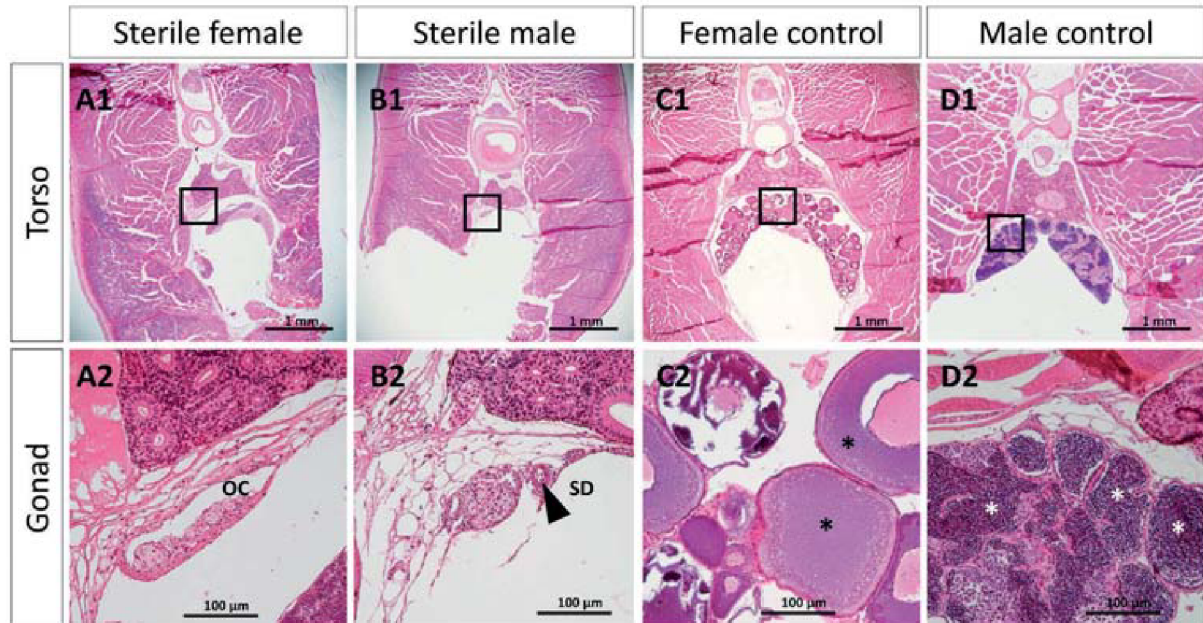 Sterile female
Sterile male
Female control
Male control
Torso
A1
B1
C1
D1
1 mm
1 mm
1 mm
1 mm
Gonad
A2
B2
C2
D2
OC
SD
*
*
*
*
*
100 µm
100 µm
100 µm
100 µm